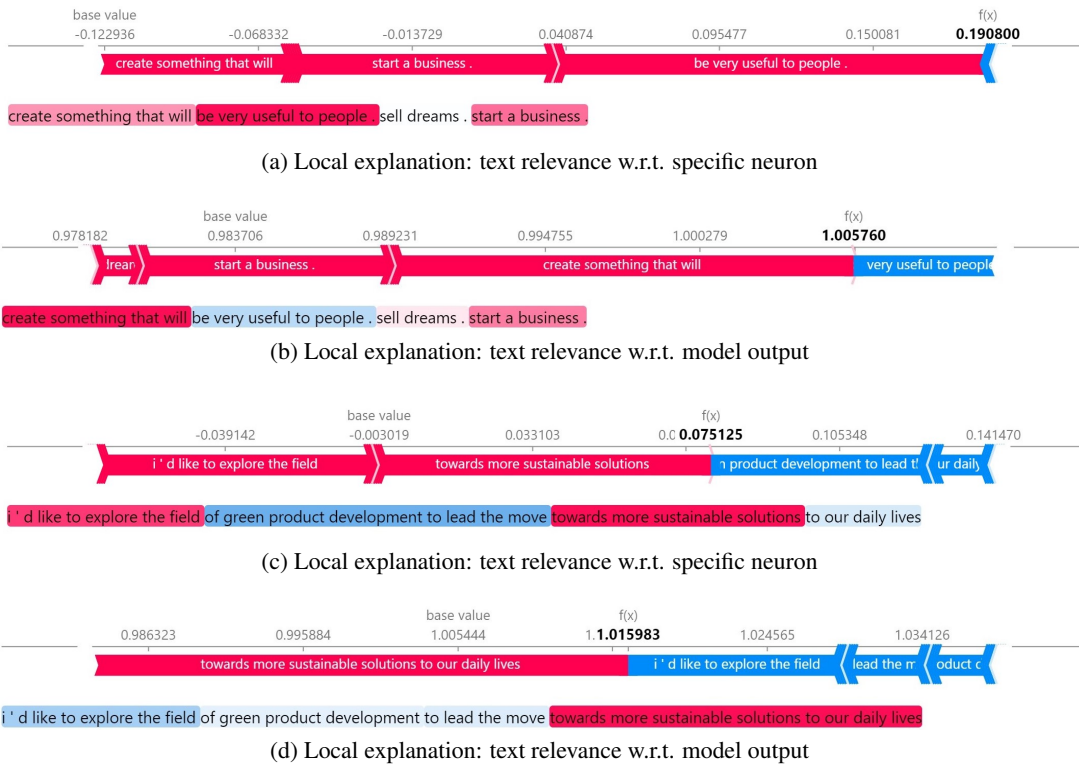 base value f(x)
-0.122936 -0.068332 -0.013729 0.040874 0.095477 0.150081 0.190800
create something that will start a business . be very useful to people .
create something that will be very useful to people . sell dreams . start a business .
(a) Local explanation: text relevance w.r.t. specific neuron
base value f(x)
0.978182 0.983706 0.989231 0.994755 1.000279 1.005760
start a business . create something that will very useful to
create something that will be very useful to people . sell dreams . start a business .
(b) Local explanation: text relevance w.r.t. model output
base value f(x)
-0.039142 -0.003019 0.033103 0.075125 0.105348 0.141470
i ' d like to explore the field towards more sustainable solutions product development to lead ur daily
i ' d like to explore the field of green product development to lead the move towards more sustainable solutions to our daily lives
(c) Local explanation: text relevance w.r.t. specific neuron
base value f(x)
0.986323 0.995884 1.005444 1.015983 1.024565 1.034126
towards more sustainable solutions to our daily lives i ' d like to explore the field lead the
i ' d like to explore the field of green product development to lead the move towards more sustainable solutions to our daily lives
(d) Local explanation: text relevance w.r.t. model output